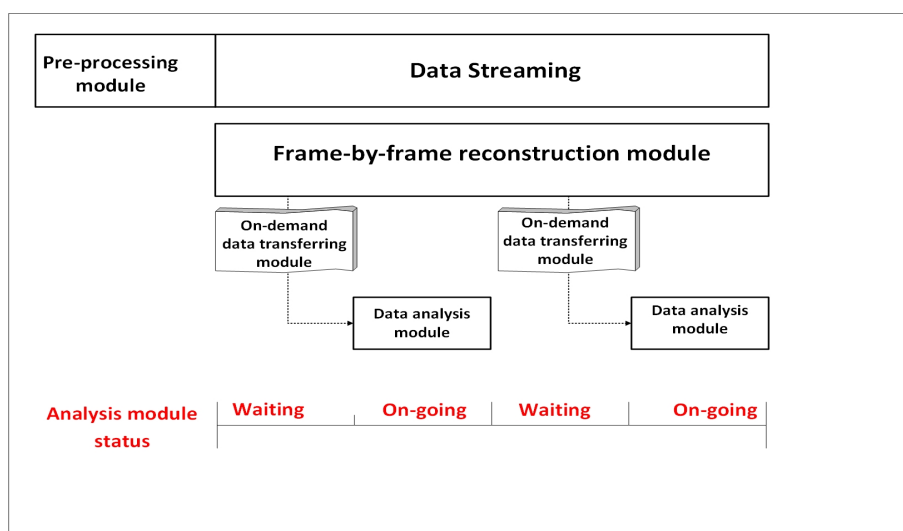 Pre-processing
module
Data Streaming
Frame-by-frame reconstruction module
On-demand
data transferring
module
On-demand
data transferring
module
Data analysis
module
Data analysis
module
Analysis module
status
Waiting
On-going
Waiting
On-going